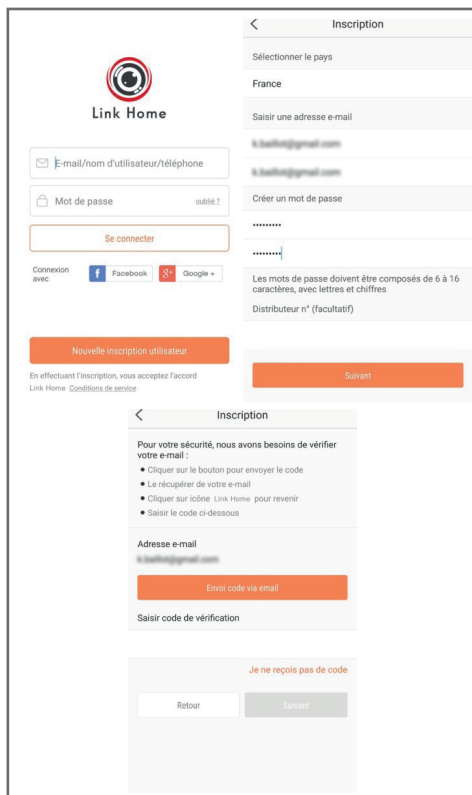 Link Home
E-mail/nom d'utilisateur/téléphone
Mot de passe
oublié ?
Se connecter
Connexion
avec
f Facebook
g+ Google +
Nouvelle inscription utilisateur
En effectuant l'inscription, vous acceptez l'accord
Link Home Conditions de service
Inscription
Sélectionner le pays
France
Saisir une adresse e-mail
Créer un mot de passe
•••••••••
•••••••••
Les mots de passe doivent être composés de 6 à 16
caractères, avec lettres et chiffres
Distributeur n° (facultatif)
Suivant
Inscription
Pour votre sécurité, nous avons besoins de vérifier
votre e-mail :
• Cliquer sur le bouton pour envoyer le code
• Le récupérer de votre e-mail
• Cliquer sur icône Link Home pour revenir
• Saisir le code ci-dessous
Adresse e-mail
Envoi code via email
Saisir code de vérification
Je ne reçois pas de code
Retour
Suivant